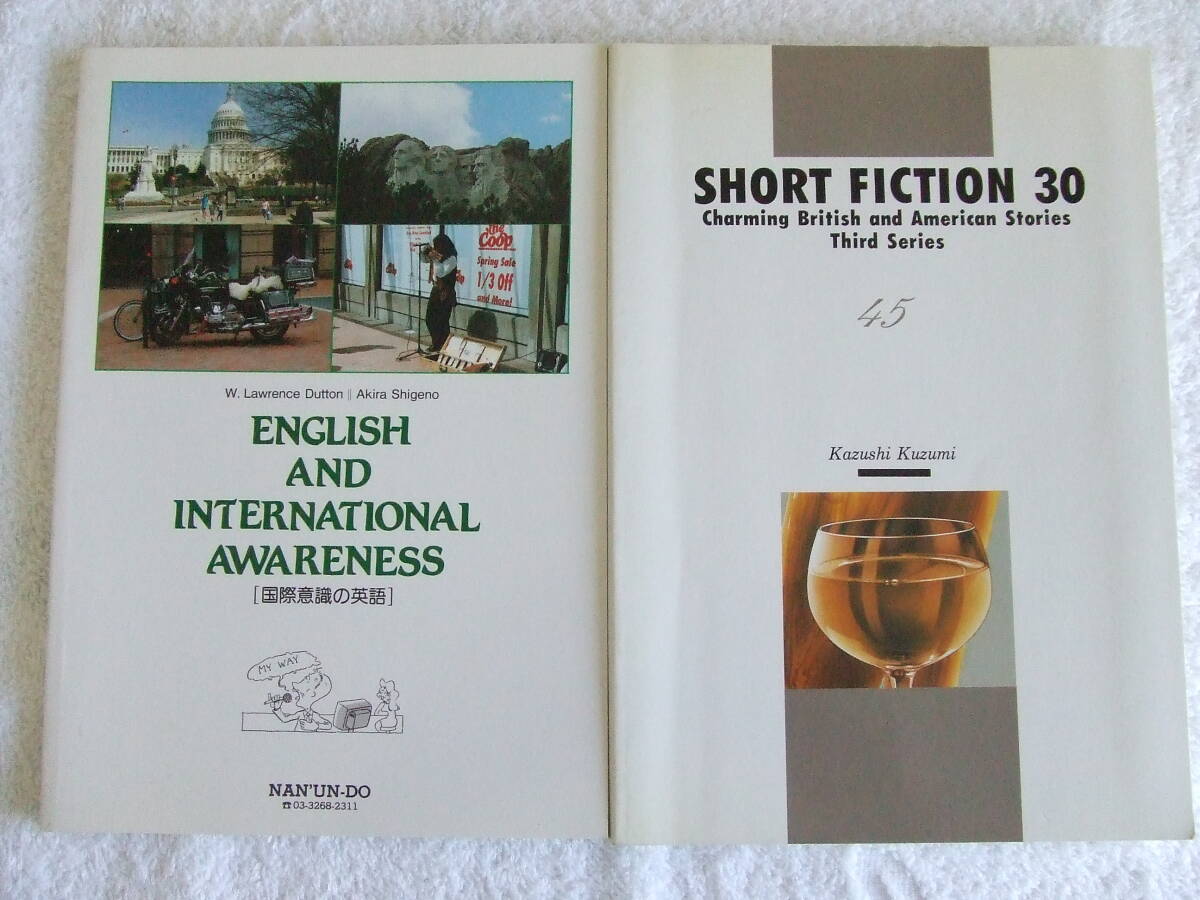 the
Coop
Spring Sale
1/3 Off
and More!
W. Lawrence Dutton || Akira Shigeno
ENGLISH
AND
INTERNATIONAL
AWARENESS
[国際意識の英語]
MY WAY
NAN'UN-DO
☎03-3268-2311
SHORT FICTION 30
Charming British and American Stories
Third Series
45
Kazushi Kuzumi